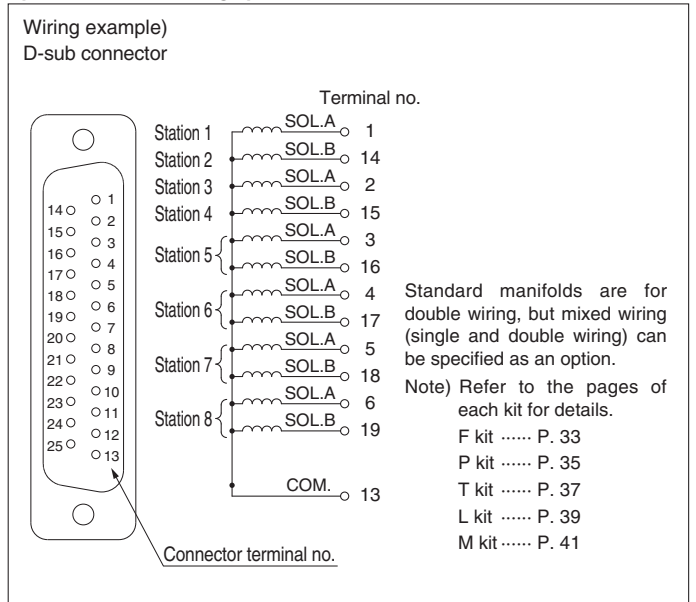 Wiring example)
D-sub connector
Terminal no.
Station 1 SOL.A 1
Station 2 SOL.B 14
Station 3 SOL.A 2
Station 4 SOL.B 15
Station 5 SOL.A 3
SOL.B 16
Station 6 SOL.A 4
SOL.B 17
Station 7 SOL.A 5
SOL.B 18
Station 8 SOL.A 6
SOL.B 19
COM. 13
1
14
2
15
3
16
4
17
5
18
6
19
7
20
8
21
9
22
10
23
11
24
12
25
13
Connector terminal no.
Standard manifolds are for
double wiring, but mixed wiring
(single and double wiring) can
be specified as an option.
Note) Refer to the pages of
each kit for details.
F kit ······ P. 33
P kit ······ P. 35
T kit ······ P. 37
L kit ······ P. 39
M kit ······ P. 41